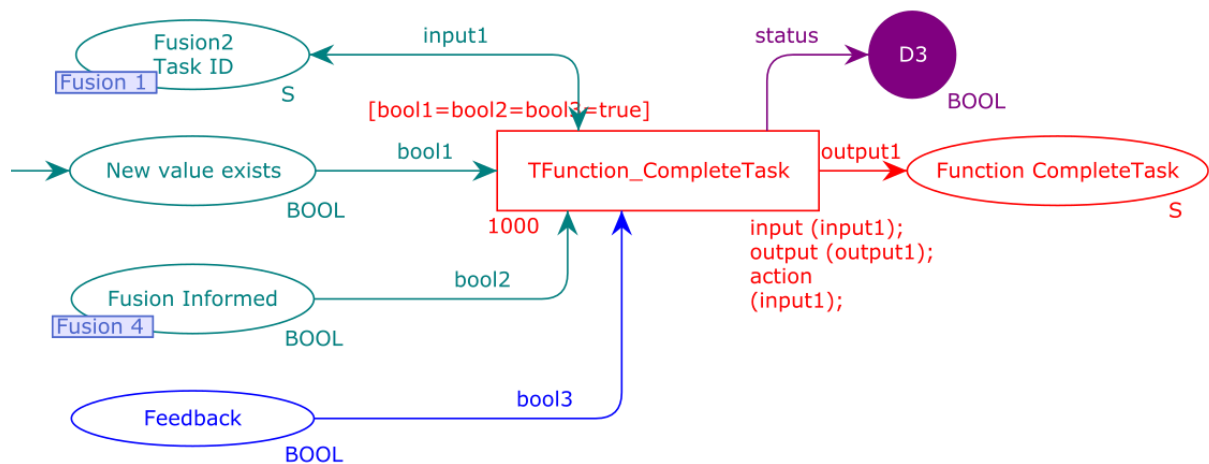 Fusion2
Task ID
Fusion 1
S
input1
status
D3
BOOL
[bool1=bool2=bool3=true]
New value exists
BOOL
bool1
TFunction_CompleteTask
output1
Function CompleteTask
S
1000
input (input1);
output (output1);
action
(input1);
Fusion Informed
Fusion 4
BOOL
bool2
Feedback
BOOL
bool3